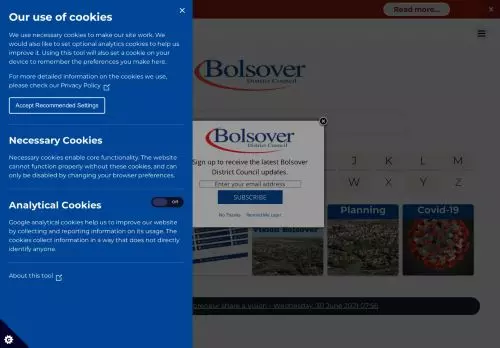 Our use of cookies
We use necessary cookies to make our site work. We
would also like to set optional analytics cookies to help us
improve it. Using this tool will also set a cookie on your
device to remember the preferences you make here.
For more detailed information on the cookies we use,
please check our Privacy Policy
Accept Recommended Settings
Necessary Cookies
Necessary cookies enable core functionality. The website
cannot function properly without these cookies, and can
only be disabled by changing your browser preferences.
Analytical Cookies
Off
Google analytics cookies help us to improve our website
by collecting and reporting information on its usage. The
cookies collect information in a way that does not directly
identify anyone.
About this tool
Read more...
Bolsover
District Council
Bolsover
District Council
Sign up to receive the latest Bolsover
District Council updates.
Enter your email address
SUBSCRIBE
No Thanks
Remind Me Later
J K L M
W X Y Z
Vision Bolsover
Planning
Covid-19
share a vision - Wednesday, 30 June 2021 07:56